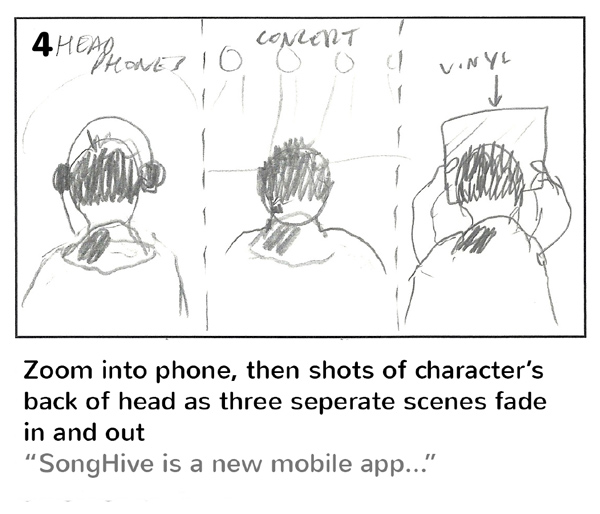 4 HEAD
PHONES
CONCERT
VINYL
Zoom into phone, then shots of character's
back of head as three seperate scenes fade
in and out
“SongHive is a new mobile app...”